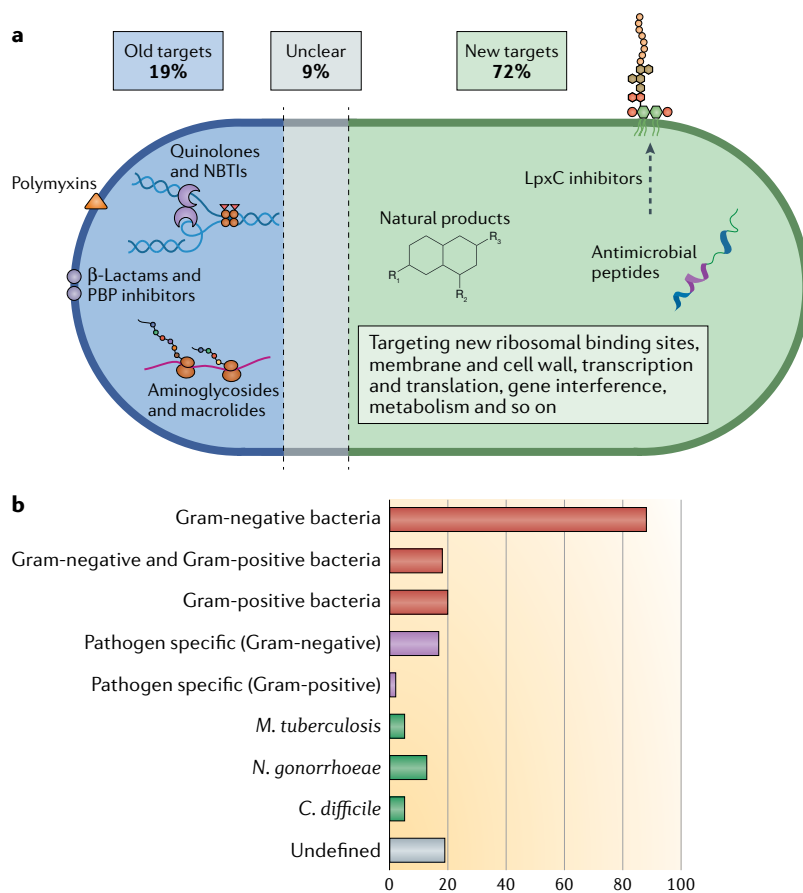 a
Old targets
19%
Unclear
9%
New targets
72%
Polymyxins
Quinolones
and NBTIs
LpxC inhibitors
Natural products
R3
R1
R2
Antimicrobial
peptides
β-Lactams and
PBP inhibitors
Targeting new ribosomal binding sites,
membrane and cell wall, transcription
and translation, gene interference,
metabolism and so on
Aminoglycosides
and macrolides
b
Gram-negative bacteria
Gram-negative and Gram-positive bacteria
Gram-positive bacteria
Pathogen specific (Gram-negative)
Pathogen specific (Gram-positive)
M. tuberculosis
N. gonorrhoeae
C. difficile
Undefined
0 20 40 60 80 100